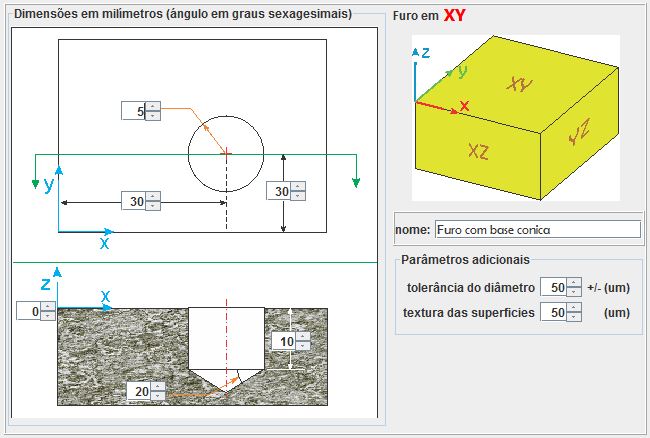 Dimensões em milimetros (ângulo em graus sexagesimais)
Furo em XY
5
30
30
y
x
z
x
0
10
20
z
y
x
XY
XZ
YZ
nome: Furo com base conica
Parâmetros adicionais
tolerância do diâmetro 50 +/- (um)
textura das superficies 50 (um)